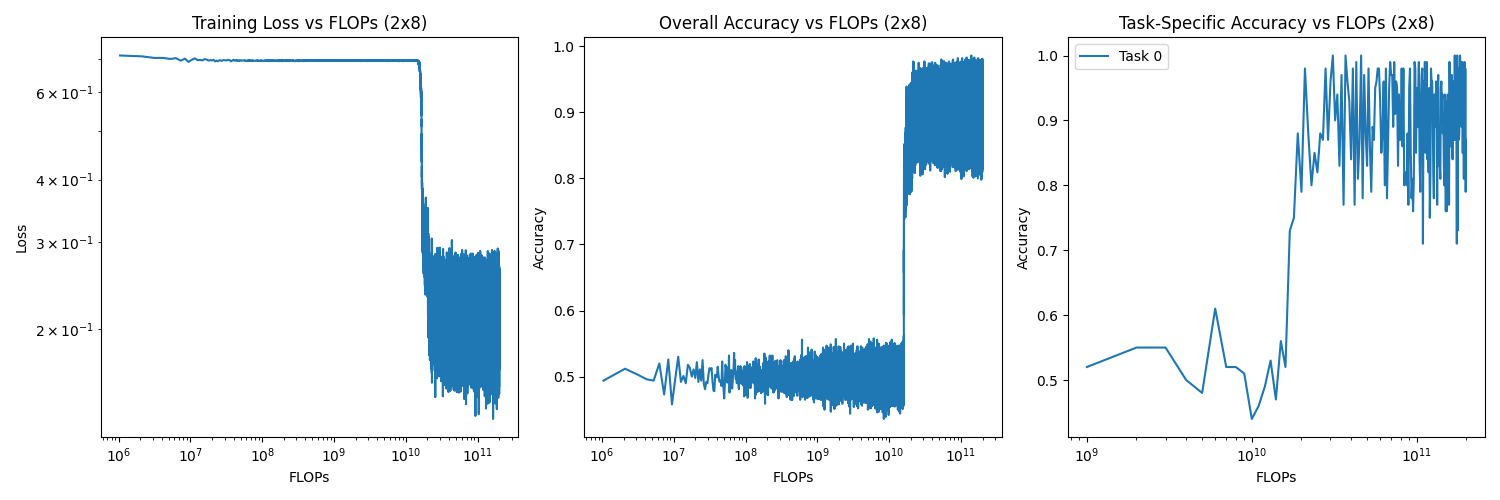 Training Loss vs FLOPs (2x8)
6 × 10⁻¹
4 × 10⁻¹
3 × 10⁻¹
2 × 10⁻¹
Loss
10⁶ 10⁷ 10⁸ 10⁹ 10¹⁰ 10¹¹
FLOPs
Overall Accuracy vs FLOPs (2x8)
1.0
0.9
0.8
0.7
0.6
0.5
Accuracy
10⁶ 10⁷ 10⁸ 10⁹ 10¹⁰ 10¹¹
FLOPs
Task-Specific Accuracy vs FLOPs (2x8)
Task 0
1.0
0.9
0.8
0.7
0.6
0.5
Accuracy
10⁹ 10¹⁰ 10¹¹
FLOPs